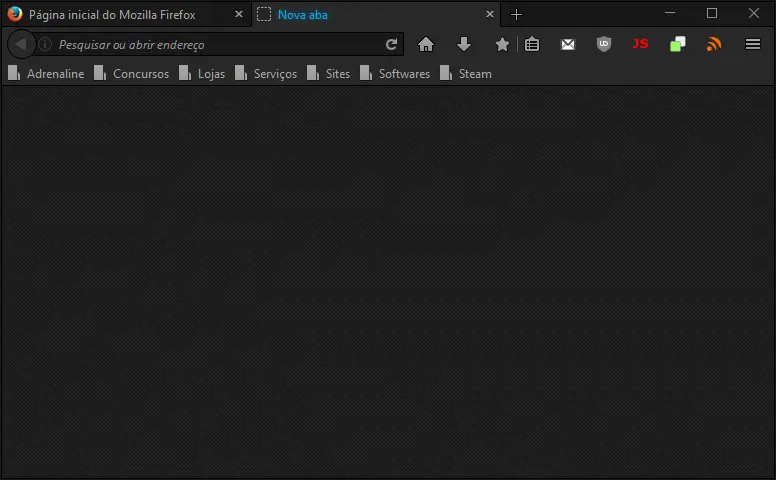 Página inicial do Mozilla Firefox Nova aba
Pesquisar ou abrir endereço JS
Adrenaline Concursos Lojas Serviços Sites Softwares Steam